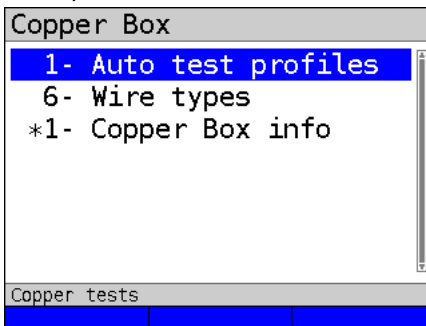 Copper Box
1- Auto test profiles
6- Wire types
*1- Copper Box info
Copper tests